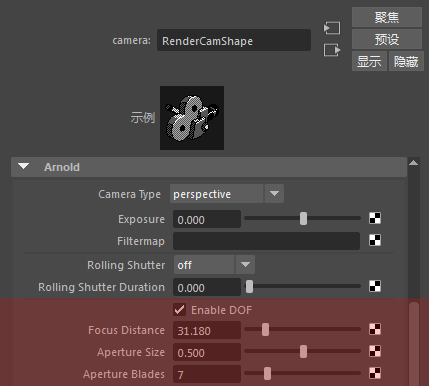 聚焦
camera: RenderCamShape
预设
显示 隐藏
示例
Arnold
Camera Type perspective
Exposure 0.000
Filtermap
Rolling Shutter off
Rolling Shutter Duration 0.000
Enable DOF
Focus Distance 31.180
Aperture Size 0.500
Aperture Blades 7